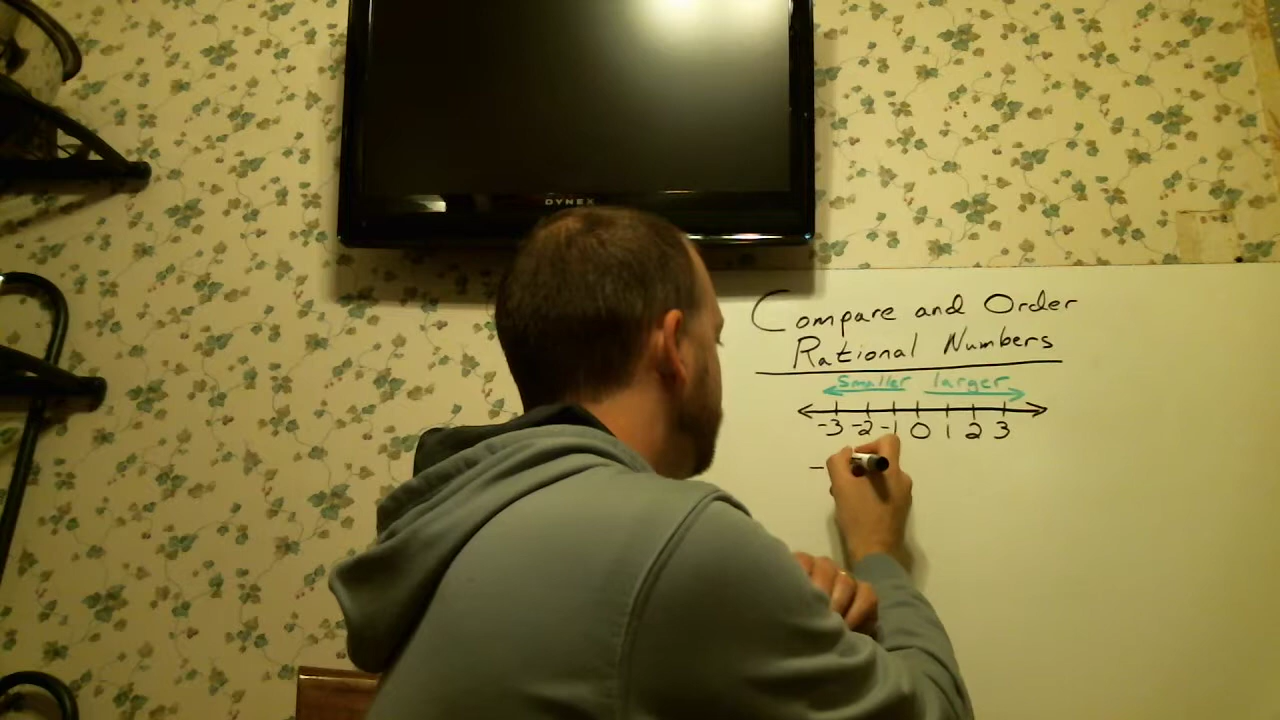 DYNEX
Compare and Order
Rational Numbers
smaller larger
-3 -2 -1 0 1 2 3
-